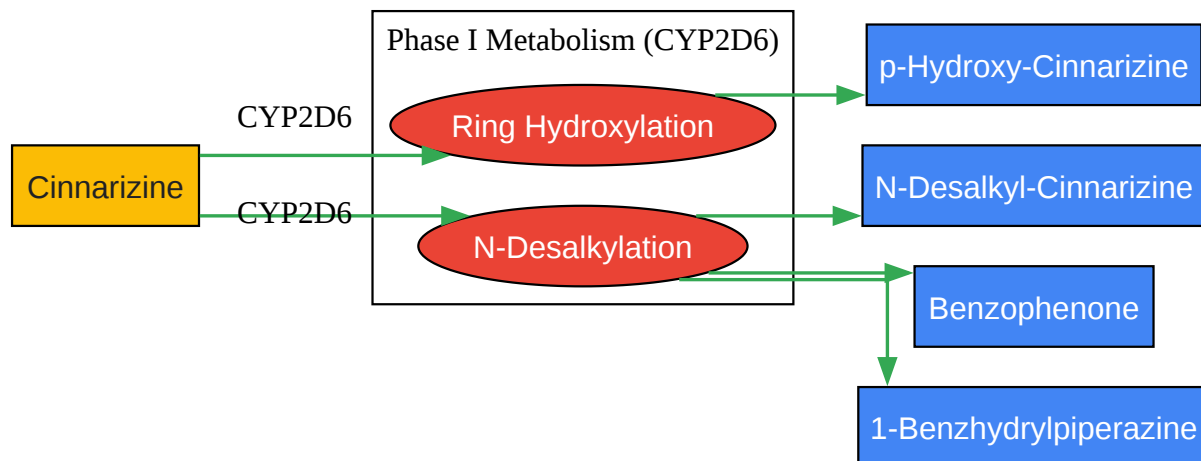 Phase I Metabolism (CYP2D6)
p-Hydroxy-Cinnarizine
CYP2D6
Ring Hydroxylation
Cinnarizine
N-Desalkyl-Cinnarizine
CYP2D6
N-Desalkylation
Benzophenone
1-Benzhydrylpiperazine